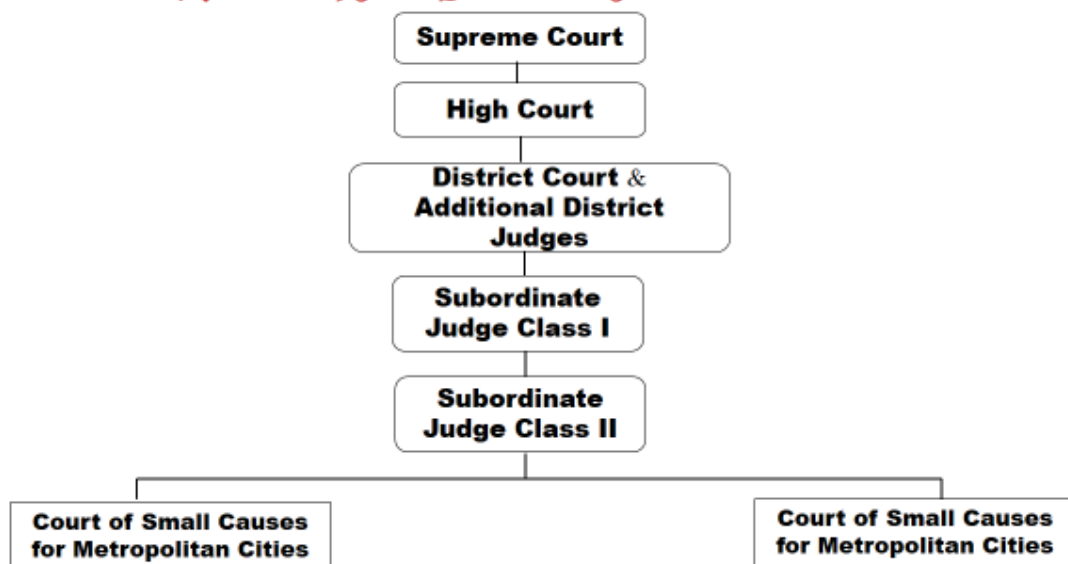 Supreme Court
High Court
District Court &
Additional District
Judges
Subordinate
Judge Class I
Subordinate
Judge Class II
Court of Small Causes
for Metropolitan Cities
Court of Small Causes
for Metropolitan Cities